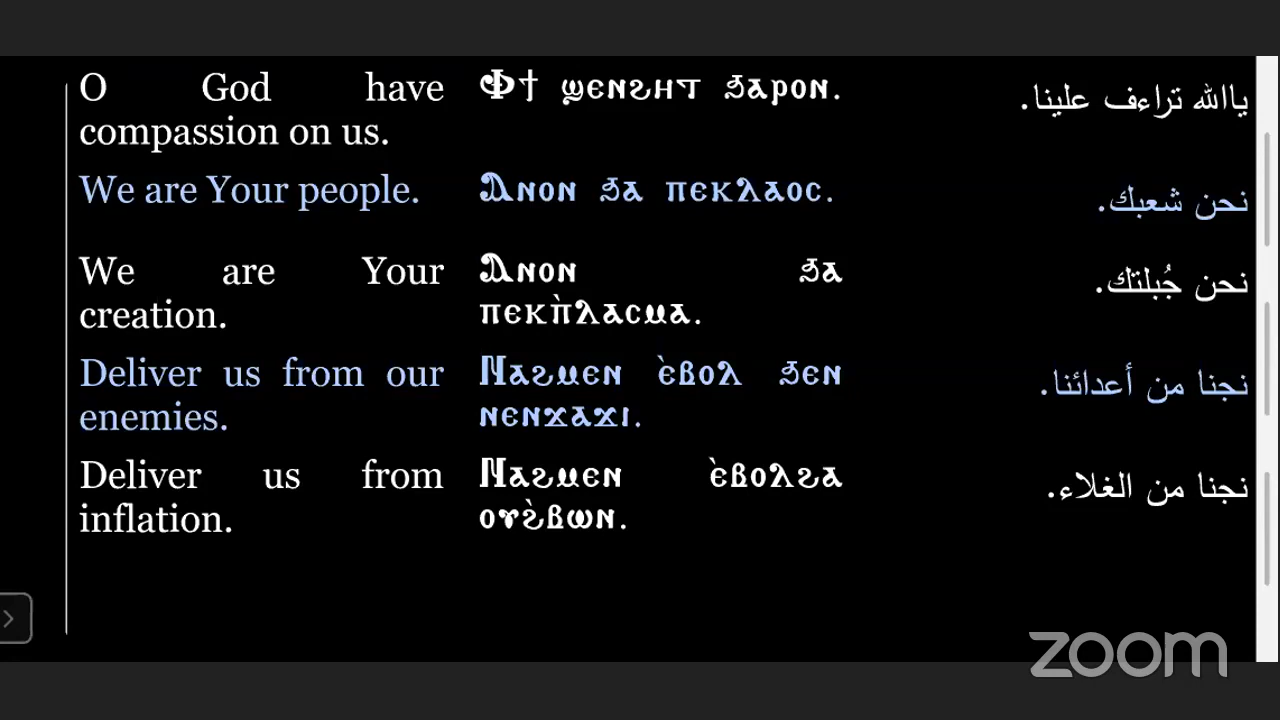 O God have
compassion on us.
Ⲫϯ ϣⲉⲛϩⲏⲧ ϧⲁⲣⲟⲛ.
ياالله تراءف علينا.
We are Your people.
Ⲁⲛⲟⲛ ϧⲁ ⲡⲉⲕⲗⲁⲟⲥ.
نحن شعبك.
We are Your
creation.
Ⲁⲛⲟⲛ ϧⲁ
ⲡⲉⲕⲡ̀ⲗⲁⲥⲙⲁ.
نحن جُبلتك.
Deliver us from our
enemies.
Ⲛⲁϩⲙⲉⲛ ⲉ̀ⲃⲟⲗ ϧⲉⲛ
ⲛⲉⲛϫⲁϫⲓ.
نجنا من أعدائنا.
Deliver us from
inflation.
Ⲛⲁϩⲙⲉⲛ ⲉ̀ⲃⲟⲗϩⲁ
ⲟⲩϩ̀ⲃⲱⲛ.
نجنا من الغلاء.
zoom